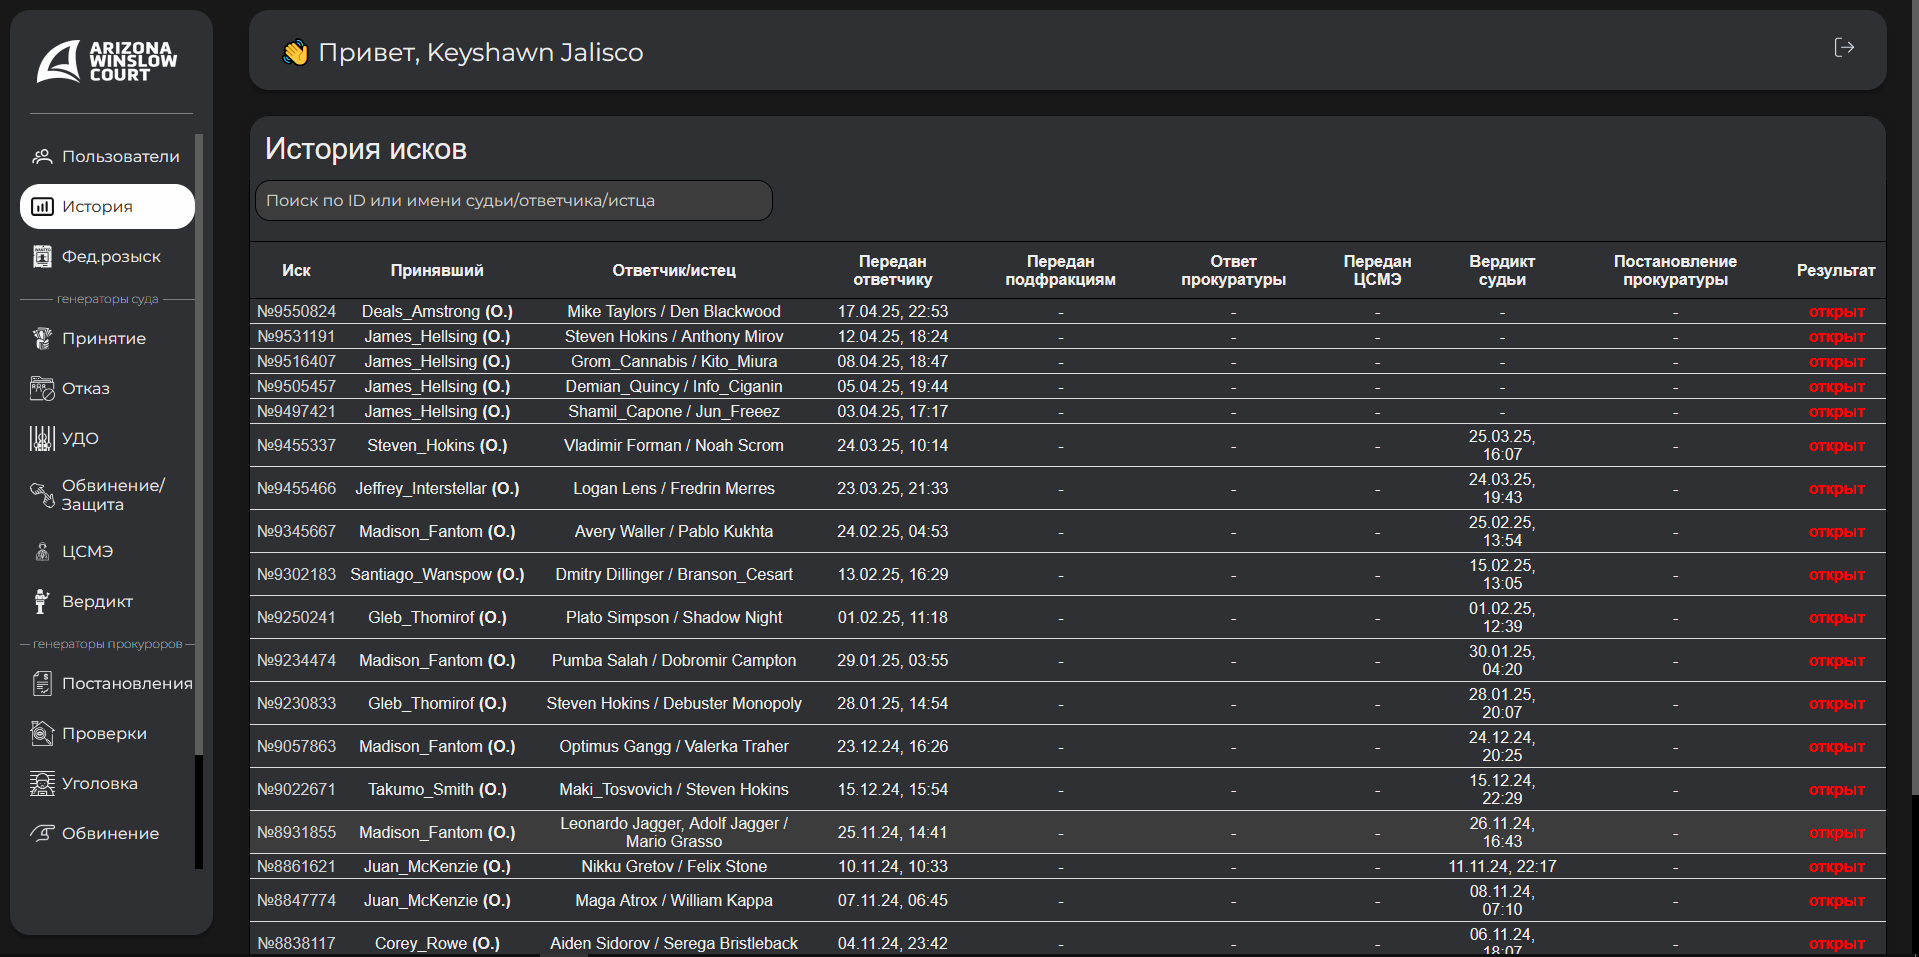 ARIZONA
WINSLOW
COURT
Пользователи
История
Фед.розыск
генераторы суда
Принятие
Отказ
УДО
Обвинение/
Защита
ЦСМЭ
Вердикт
генераторы прокуроров
Постановления
Проверки
Уголовка
Обвинение
👋 Привет, Keyshawn Jalisco
История исков
Поиск по ID или имени судьи/ответчика/истца
Иск Принявший Ответчик/истец Передан ответчику Передан подфракциям Ответ прокуратуры Передан ЦСМЭ Вердикт судьи Постановление прокуратуры Результат
№9550824 Deals_Amstrong (О.) Mike Taylors / Den Blackwood 17.04.25, 22:53 - - - - - открыт
№9531191 James_Hellsing (О.) Steven Hokins / Anthony Mirov 12.04.25, 18:24 - - - - - открыт
№9516407 James_Hellsing (О.) Grom_Cannabis / Kito_Miura 08.04.25, 18:47 - - - - - открыт
№9505457 James_Hellsing (О.) Demian_Quincy / Info_Ciganin 05.04.25, 19:44 - - - - - открыт
№9497421 James_Hellsing (О.) Shamil_Capone / Jun_Freeez 03.04.25, 17:17 - - - - - открыт
№9455337 Steven_Hokins (О.) Vladimir Forman / Noah Scrom 24.03.25, 10:14 - - - 25.03.25, 16:07 - открыт
№9455466 Jeffrey_Interstellar (О.) Logan Lens / Fredrin Merres 23.03.25, 21:33 - - - 24.03.25, 19:43 - открыт
№9345667 Madison_Fantom (О.) Avery Waller / Pablo Kukhta 24.02.25, 04:53 - - - 25.02.25, 13:54 - открыт
№9302183 Santiago_Wanspow (О.) Dmitry Dillinger / Branson_Cesart 13.02.25, 16:29 - - - 15.02.25, 13:05 - открыт
№9250241 Gleb_Thomirof (О.) Plato Simpson / Shadow Night 01.02.25, 11:18 - - - 01.02.25, 12:39 - открыт
№9234474 Madison_Fantom (О.) Pumba Salah / Dobromir Campton 29.01.25, 03:55 - - - 30.01.25, 04:20 - открыт
№9230833 Gleb_Thomirof (О.) Steven Hokins / Debuster Monopoly 28.01.25, 14:54 - - - 28.01.25, 20:07 - открыт
№9057863 Madison_Fantom (О.) Optimus Gangg / Valerka Traher 23.12.24, 16:26 - - - 24.12.24, 20:25 - открыт
№9022671 Takumo_Smith (О.) Maki_Tosvovich / Steven Hokins 15.12.24, 15:54 - - - 15.12.24, 22:29 - открыт
№8931855 Madison_Fantom (О.) Leonardo Jagger, Adolf Jagger / Mario Grasso 25.11.24, 14:41 - - - 26.11.24, 16:43 - открыт
№8861621 Juan_McKenzie (О.) Nikku Gretov / Felix Stone 10.11.24, 10:33 - - - 11.11.24, 22:17 - открыт
№8847774 Juan_McKenzie (О.) Maga Atrox / William Kappa 07.11.24, 06:45 - - - 08.11.24, 07:10 - открыт
№8838117 Corey_Rowe (О.) Aiden Sidorov / Serega Bristleback 04.11.24, 23:42 - - - 06.11.24, 18:07 - открыт